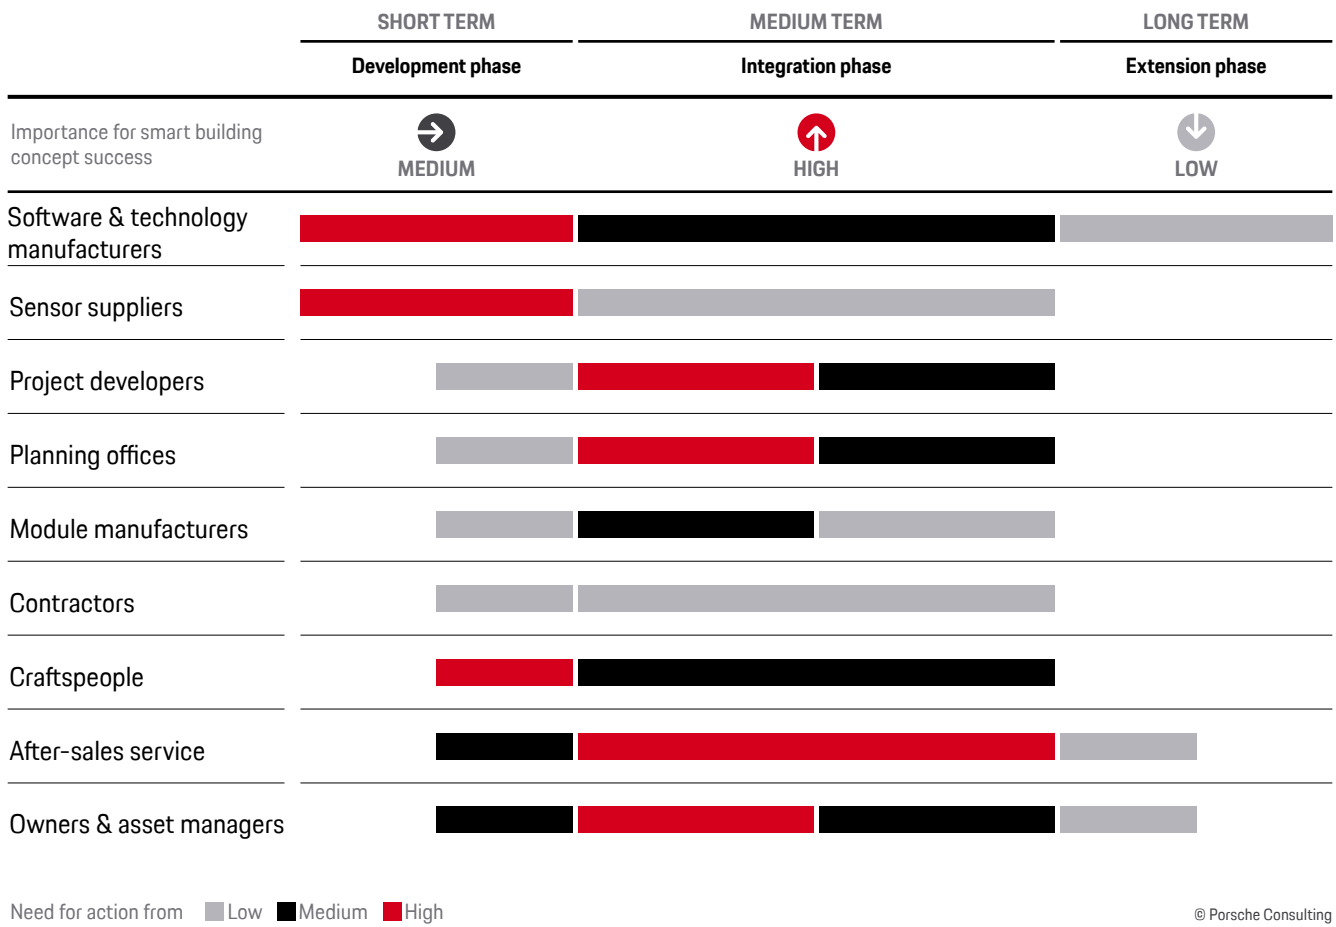 SHORT TERM
MEDIUM TERM
LONG TERM
Development phase
Integration phase
Extension phase
Importance for smart building
concept success
MEDIUM
HIGH
LOW
Software & technology
manufacturers
Sensor suppliers
Project developers
Planning offices
Module manufacturers
Contractors
Craftspeople
After-sales service
Owners & asset managers
Need for action from Low Medium High
© Porsche Consulting